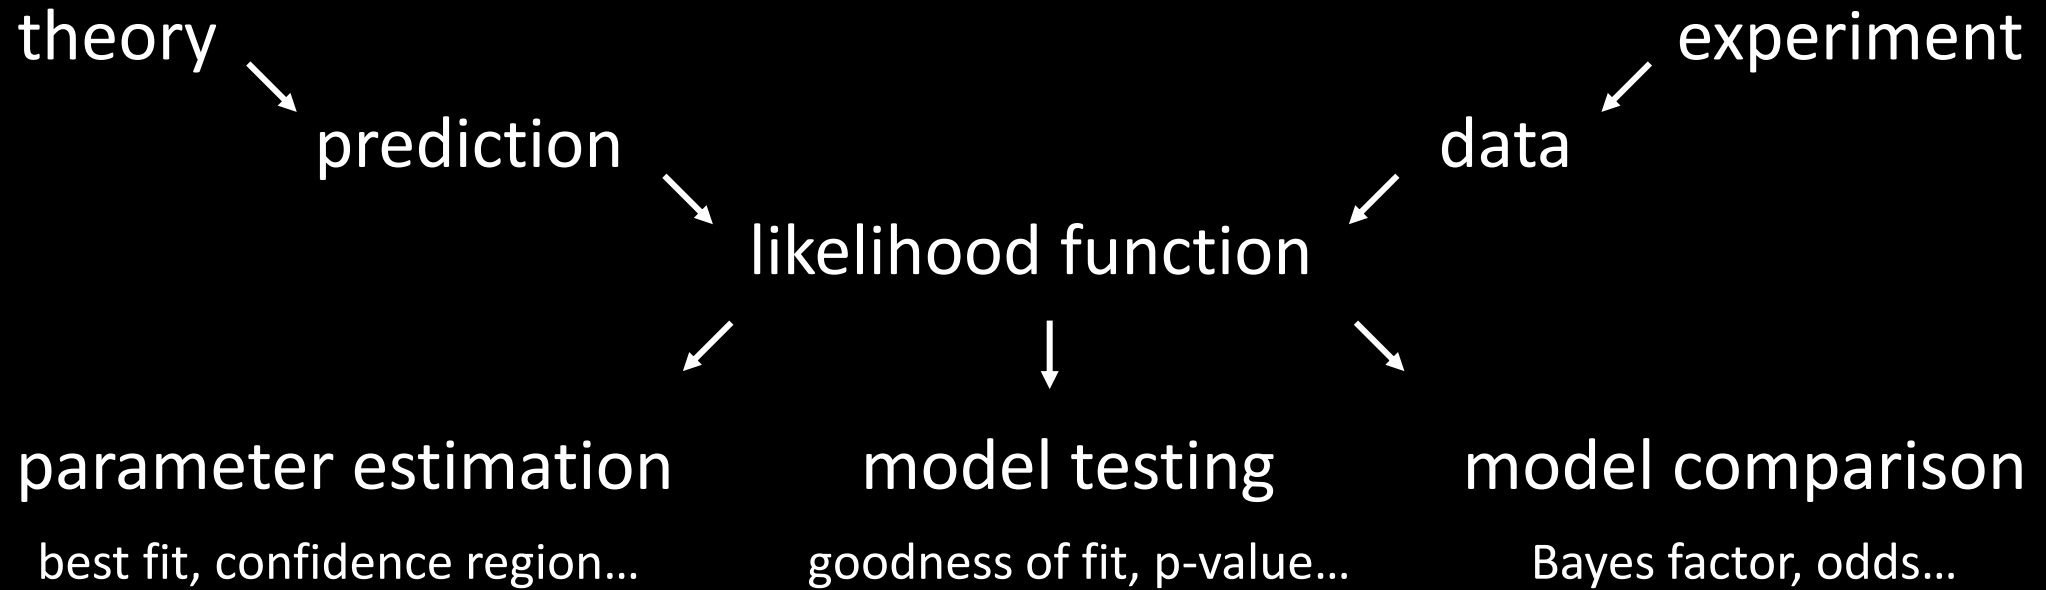 theory
experiment
prediction
data
likelihood function
parameter estimation
model testing
model comparison
best fit, confidence region...
goodness of fit, p-value...
Bayes factor, odds...